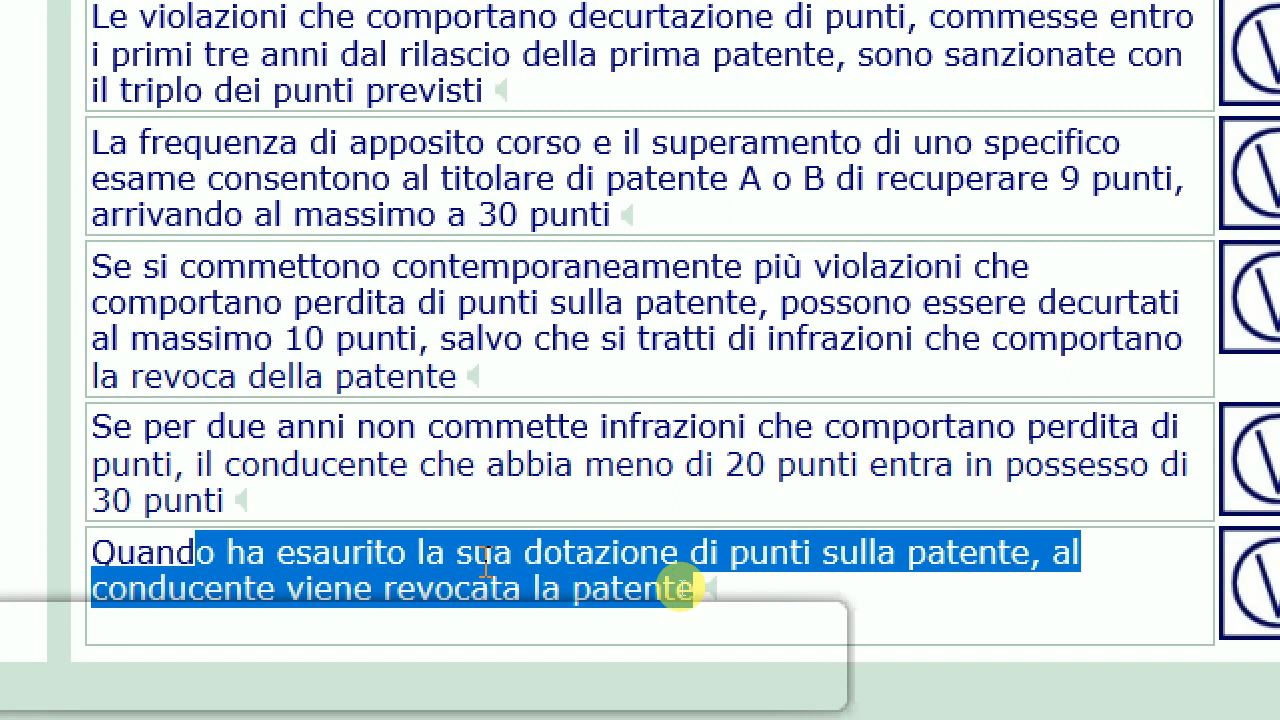 Le violazioni che comportano decurtazione di punti, commesse entro
i primi tre anni dal rilascio della prima patente, sono sanzionate con
il triplo dei punti previsti
La frequenza di apposito corso e il superamento di uno specifico
esame consentono al titolare di patente A o B di recuperare 9 punti,
arrivando al massimo a 30 punti
Se si commettono contemporaneamente più violazioni che
comportano perdita di punti sulla patente, possono essere decurtati
al massimo 10 punti, salvo che si tratti di infrazioni che comportano
la revoca della patente
Se per due anni non commette infrazioni che comportano perdita di
punti, il conducente che abbia meno di 20 punti entra in possesso di
30 punti
Quando ha esaurito la sua dotazione di punti sulla patente, al
conducente viene revocata la patente